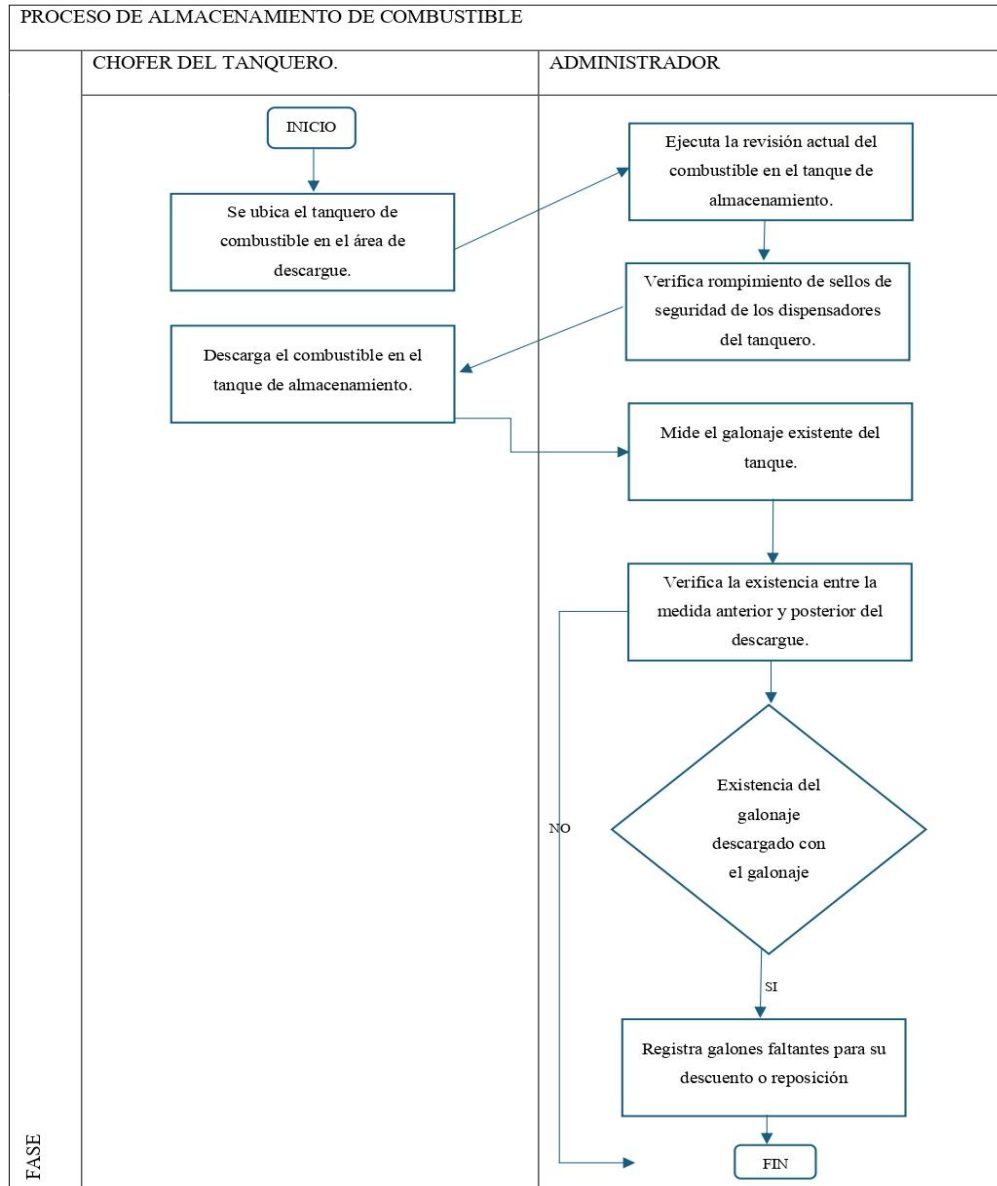 PROCESO DE ALMACENAMIENTO DE COMBUSTIBLE
CHOFER DEL TANQUERO.
ADMINISTRADOR
INICIO
Se ubica el tanquero de
combustible en el área de
descargue.
Ejecuta la revisión actual del
combustible en el tanque de
almacenamiento.
Verifica rompimiento de sellos de
seguridad de los dispensadores
del tanquero.
Descarga el combustible en el
tanque de almacenamiento.
Mide el galonaje existente del
tanque.
Verifica la existencia entre la
medida anterior y posterior del
descargue.
Existencia del
galonaje
descargado con
el galonaje
NO
SI
Registra galones faltantes para su
descuento o reposición
FIN
FASE